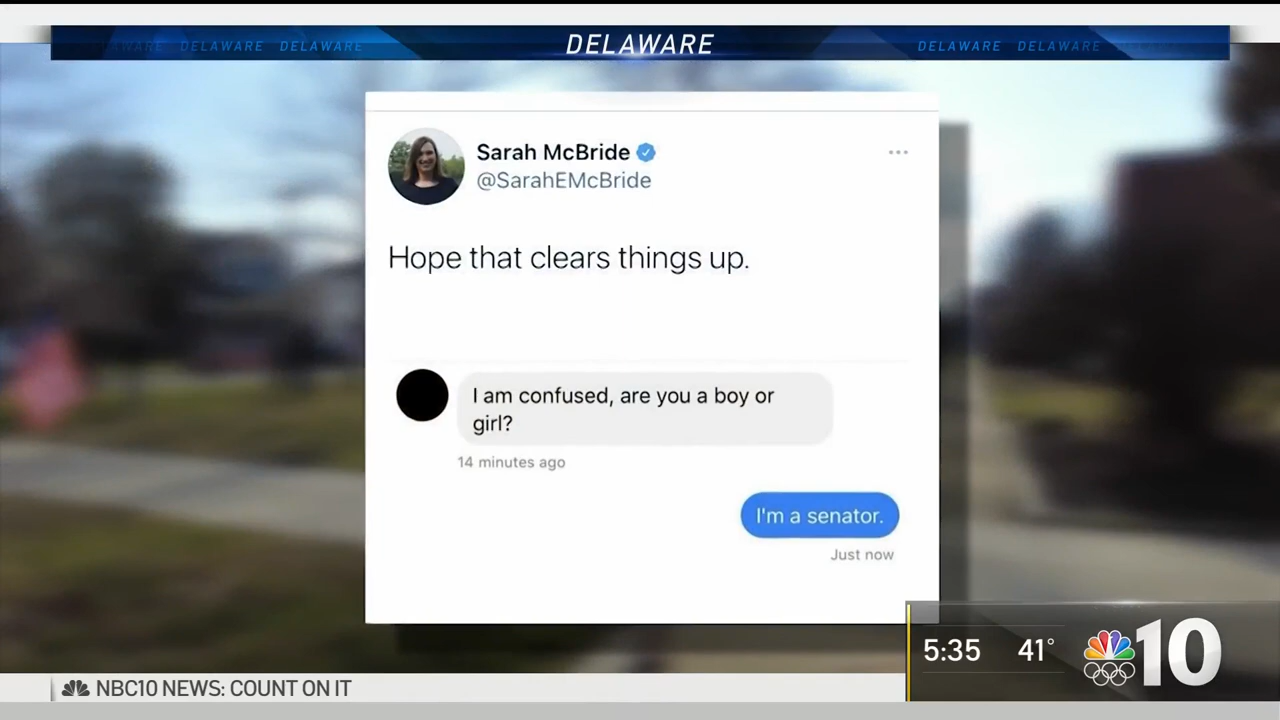 DELAWARE DELAWARE DELAWARE
DELAWARE
DELAWARE DELAWARE
Sarah McBride
@SarahEMcBride
Hope that clears things up.
I am confused, are you a boy or
girl?
14 minutes ago
I'm a senator.
Just now
5:35 41° 10
NBC10 NEWS: COUNT ON IT